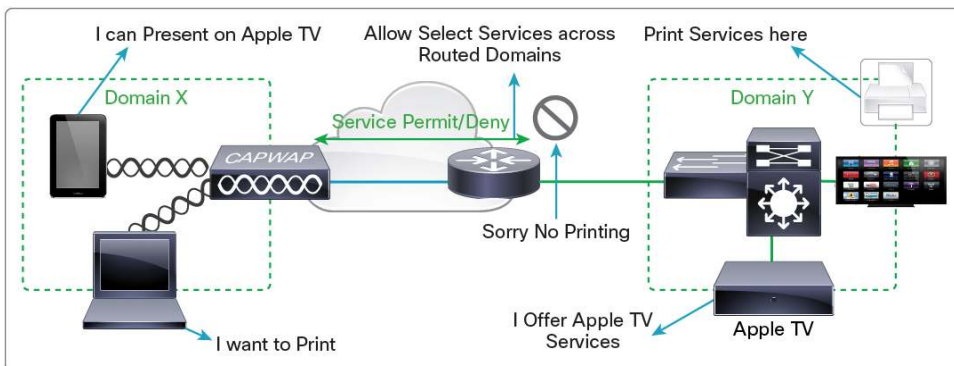 I can Present on Apple TV
Allow Select Services across
Routed Domains
Print Services here
Domain X
Domain Y
Service Permit/Deny
CAPWAP
Sorry No Printing
I want to Print
I Offer Apple TV
Services
Apple TV